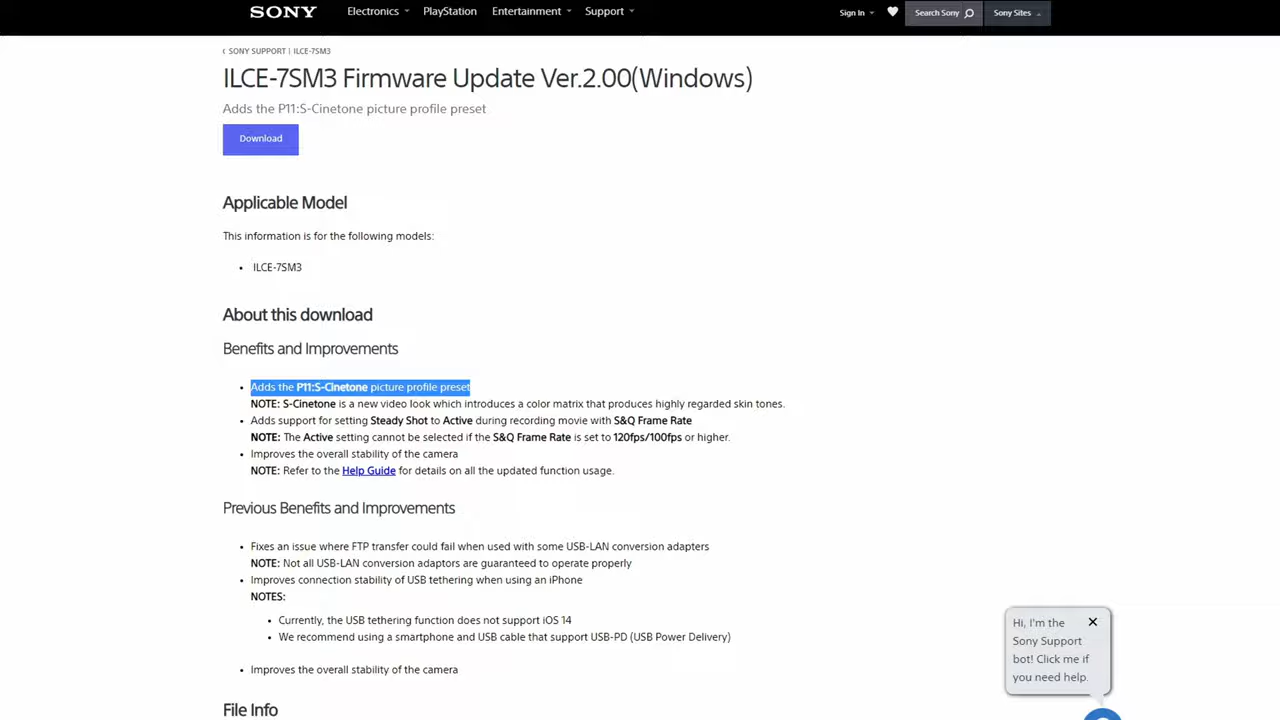 SONY
Electronics
PlayStation
Entertainment
Support
Sign In
Search Sony
Sony Sites
‹ SONY SUPPORT | ILCE-7SM3
ILCE-7SM3 Firmware Update Ver.2.00(Windows)
Adds the P11:S-Cinetone picture profile preset
Download
Applicable Model
This information is for the following models:
• ILCE-7SM3
About this download
Benefits and Improvements
• Adds the P11:S-Cinetone picture profile preset
NOTE: S-Cinetone is a new video look which introduces a color matrix that produces highly regarded skin tones.
• Adds support for setting Steady Shot to Active during recording movie with S&Q Frame Rate
NOTE: The Active setting cannot be selected if the S&Q Frame Rate is set to 120fps/100fps or higher.
• Improves the overall stability of the camera
NOTE: Refer to the Help Guide for details on all the updated function usage.
Previous Benefits and Improvements
• Fixes an issue where FTP transfer could fail when used with some USB-LAN conversion adapters
NOTE: Not all USB-LAN conversion adaptors are guaranteed to operate properly
• Improves connection stability of USB tethering when using an iPhone
NOTES:
• Currently, the USB tethering function does not support iOS 14
• We recommend using a smartphone and USB cable that support USB-PD (USB Power Delivery)
• Improves the overall stability of the camera
File Info
Hi, I'm the
Sony Support
bot! Click me if
you need help.